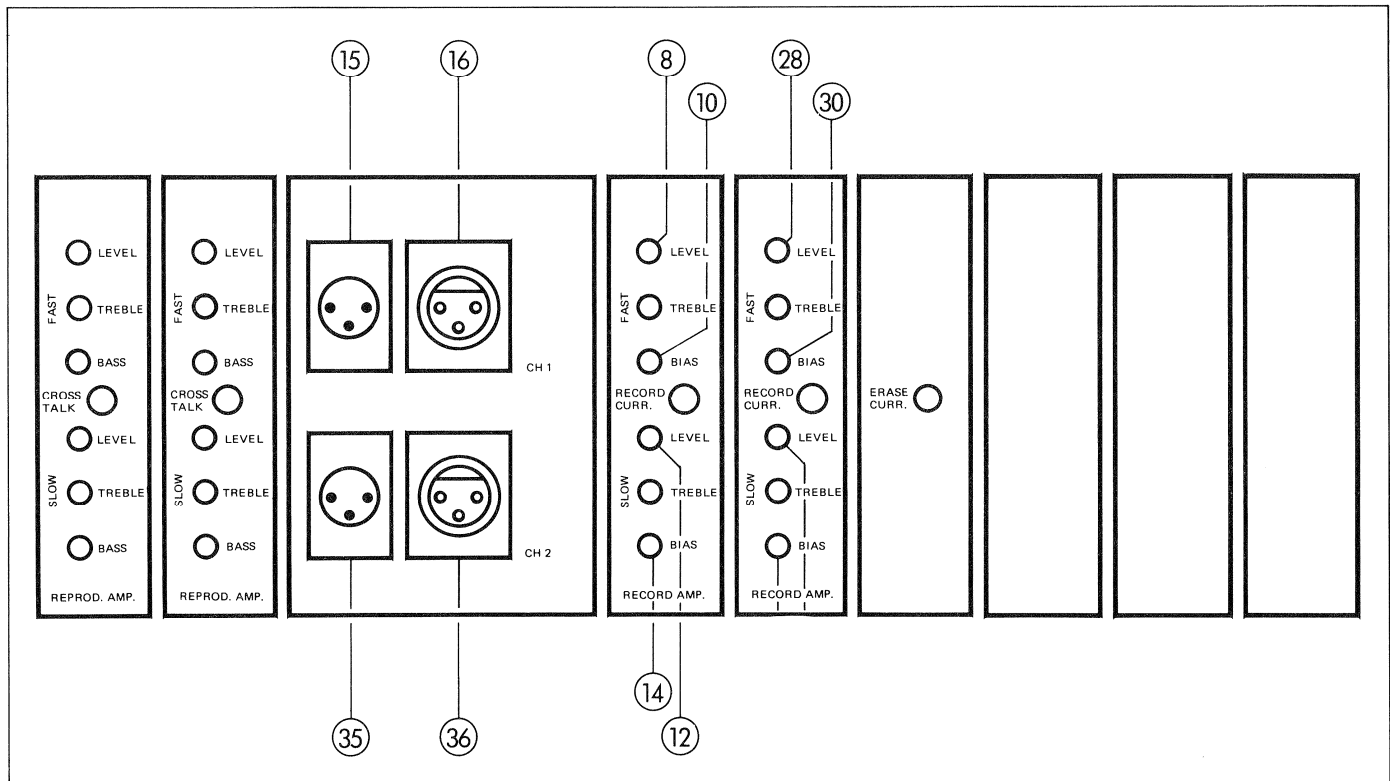 15 16 8 28
10 30
LEVEL
FAST
TREBLE
BASS
CROSS
TALK
LEVEL
SLOW
TREBLE
BASS
REPROD. AMP.
LEVEL
FAST
TREBLE
BASS
CROSS
TALK
LEVEL
SLOW
TREBLE
BASS
REPROD. AMP.
CH 1
CH 2
LEVEL
FAST
TREBLE
BIAS
RECORD
CURR.
LEVEL
SLOW
TREBLE
BIAS
RECORD AMP.
LEVEL
FAST
TREBLE
BIAS
RECORD
CURR.
LEVEL
SLOW
TREBLE
BIAS
RECORD AMP.
ERASE
CURR.
14
35 36 12